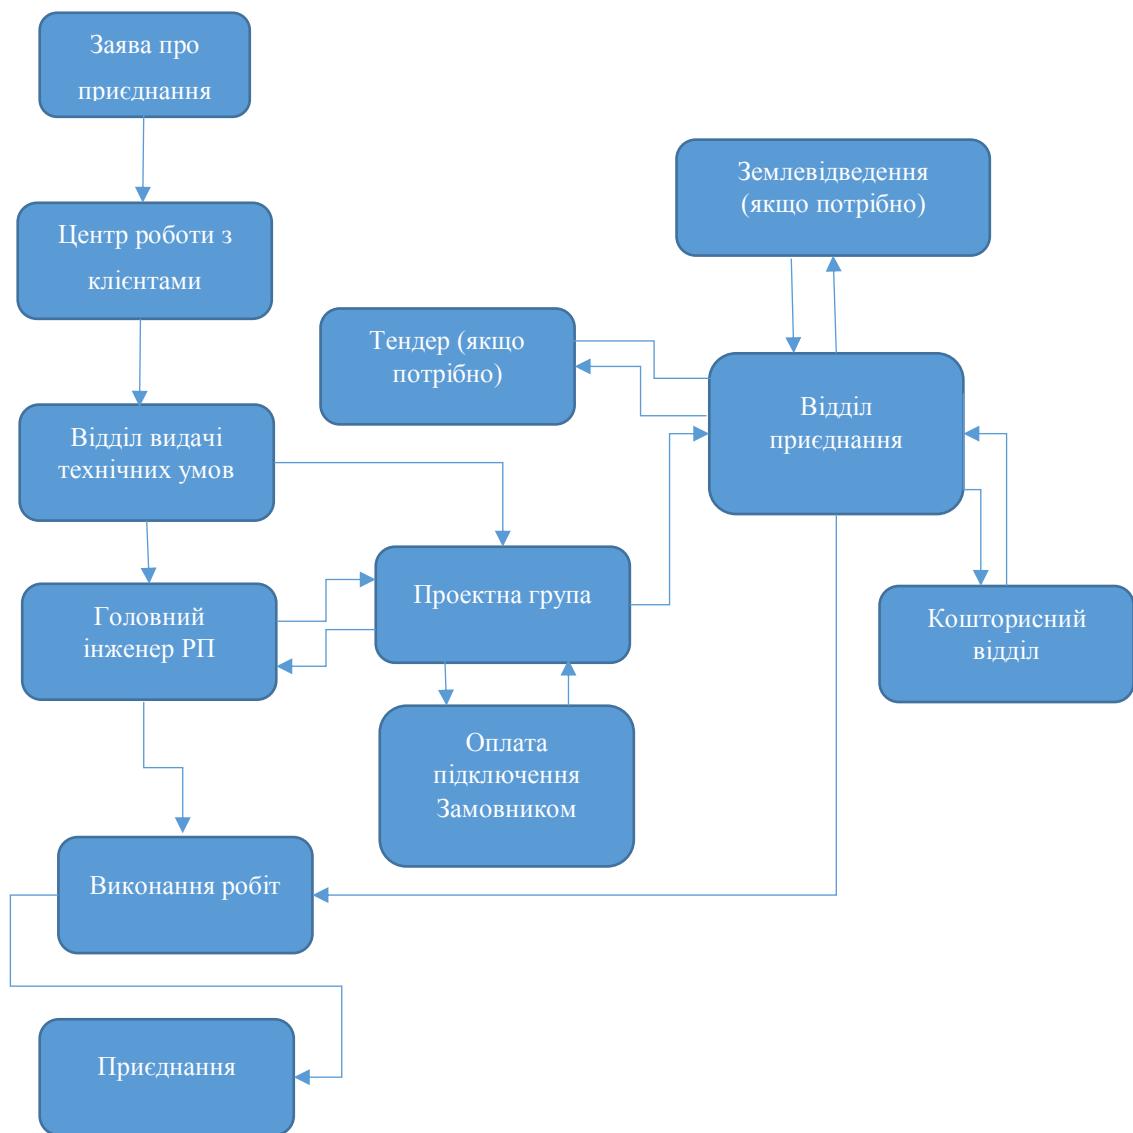 Заява про
приєднання
Центр роботи з
клієнтами
Землевідведення
(якщо потрібно)
Тендер (якщо
потрібно)
Відділ
приєднання
Відділ видачі
технічних умов
Головний
інженер РП
Проектна група
Кошторисний
відділ
Оплата
підключення
Замовником
Виконання робіт
Приєднання